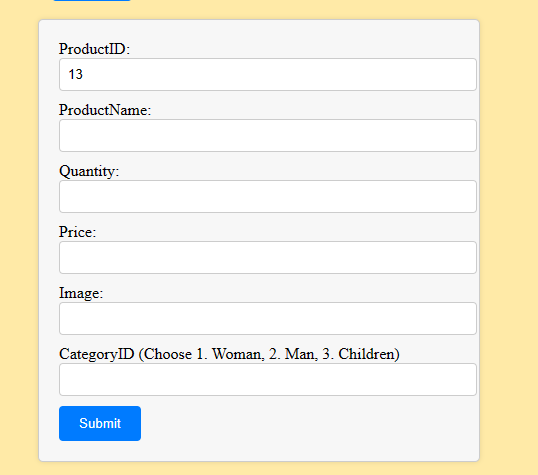 ProductID:
13
ProductName:
Quantity:
Price:
Image:
CategoryID (Choose 1. Woman, 2. Man, 3. Children)
Submit